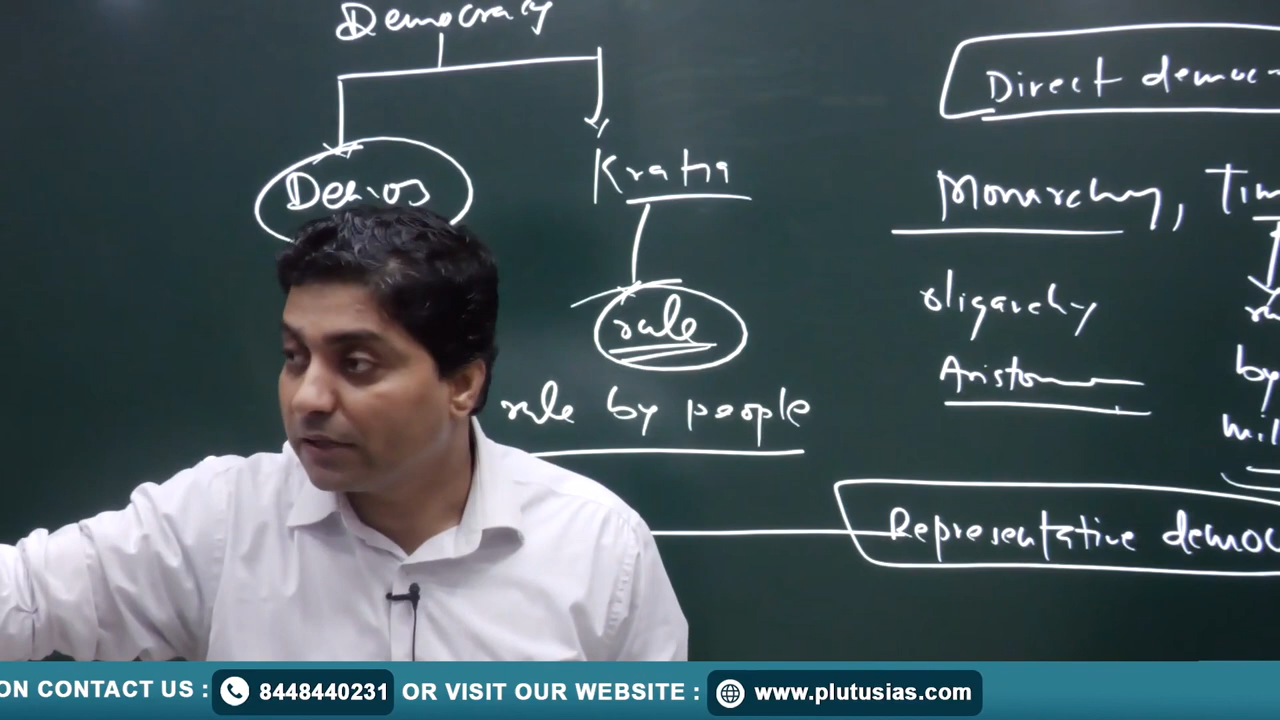 Democracy
Demos
Kratia
rule
rule by people
Direct democ
Monarchy, Tim
oligarchy
by
mil
Representative democ
ON CONTACT US : 8448440231 OR VISIT OUR WEBSITE : www.plutusias.com